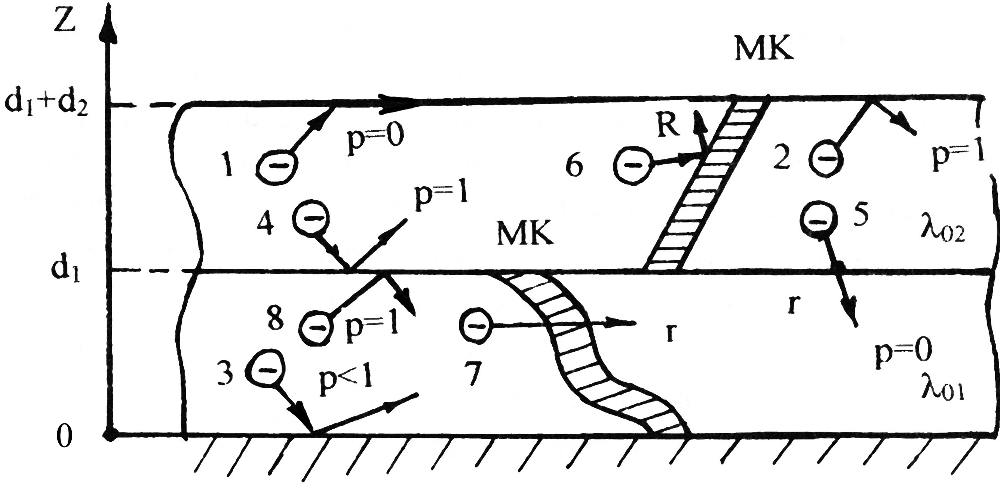 Z
MK
d₁+d₂
R
p=0
1
6
2
p=1
p=1
4
MK
5
λ₀₂
d₁
r
8
p=1
r
p=0
3
p<1
7
λ₀₁
0